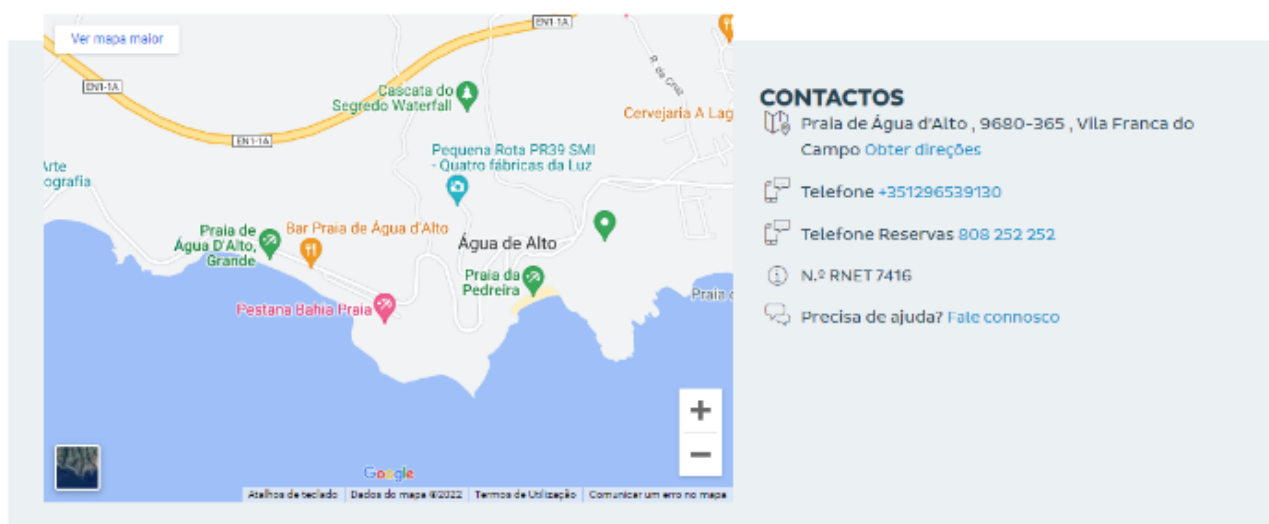 Ver mapa maior
EN1-1A
EN1-1A
EN1-1A
R. da Cruz
Cascata do
Segredo Waterfall
Cervejaria A Lag
Pequena Rota PR39 SMI
- Quatro fábricas da Luz
Arte
ografia
Praia de
Água D'Alto,
Grande
Bar Praia de Água d'Alto
Água de Alto
Praia da
Pedreira
Praia d
Pestana Bahia Praia
Google
Atalhos de teclado
Dados do mapa ©2022
Termos de Utilização
Comunicar um erro no mapa
CONTACTOS
Praia de Água d'Alto , 9680-365 , Vila Franca do
Campo Obter direções
Telefone +351296539130
Telefone Reservas 808 252 252
N.º RNET 7416
Precisa de ajuda? Fale connosco